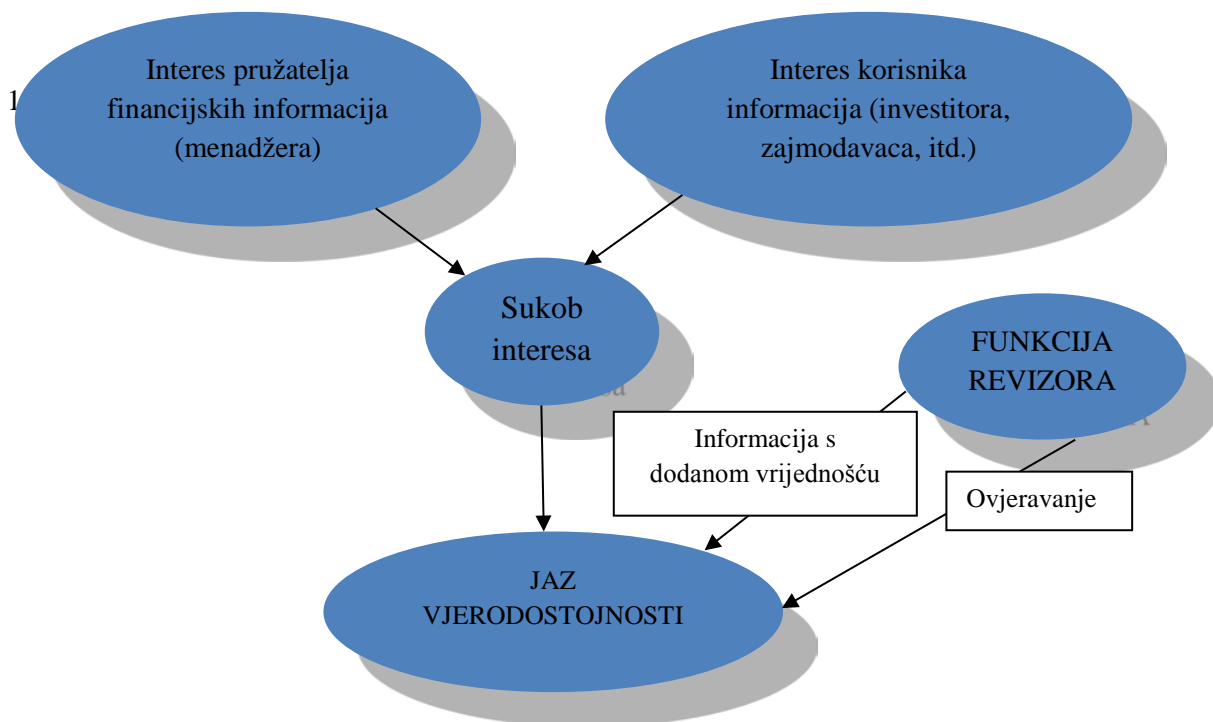 1
Interes pružatelja
financijskih informacija
(menadžera)
Interes korisnika
informacija (investitora,
zajmodavaca, itd.)
Sukob
interesa
FUNKCIJA
REVIZORA
Informacija s
dodanom vrijednošću
Ovjeravanje
JAZ
VJERODOSTOJNOSTI